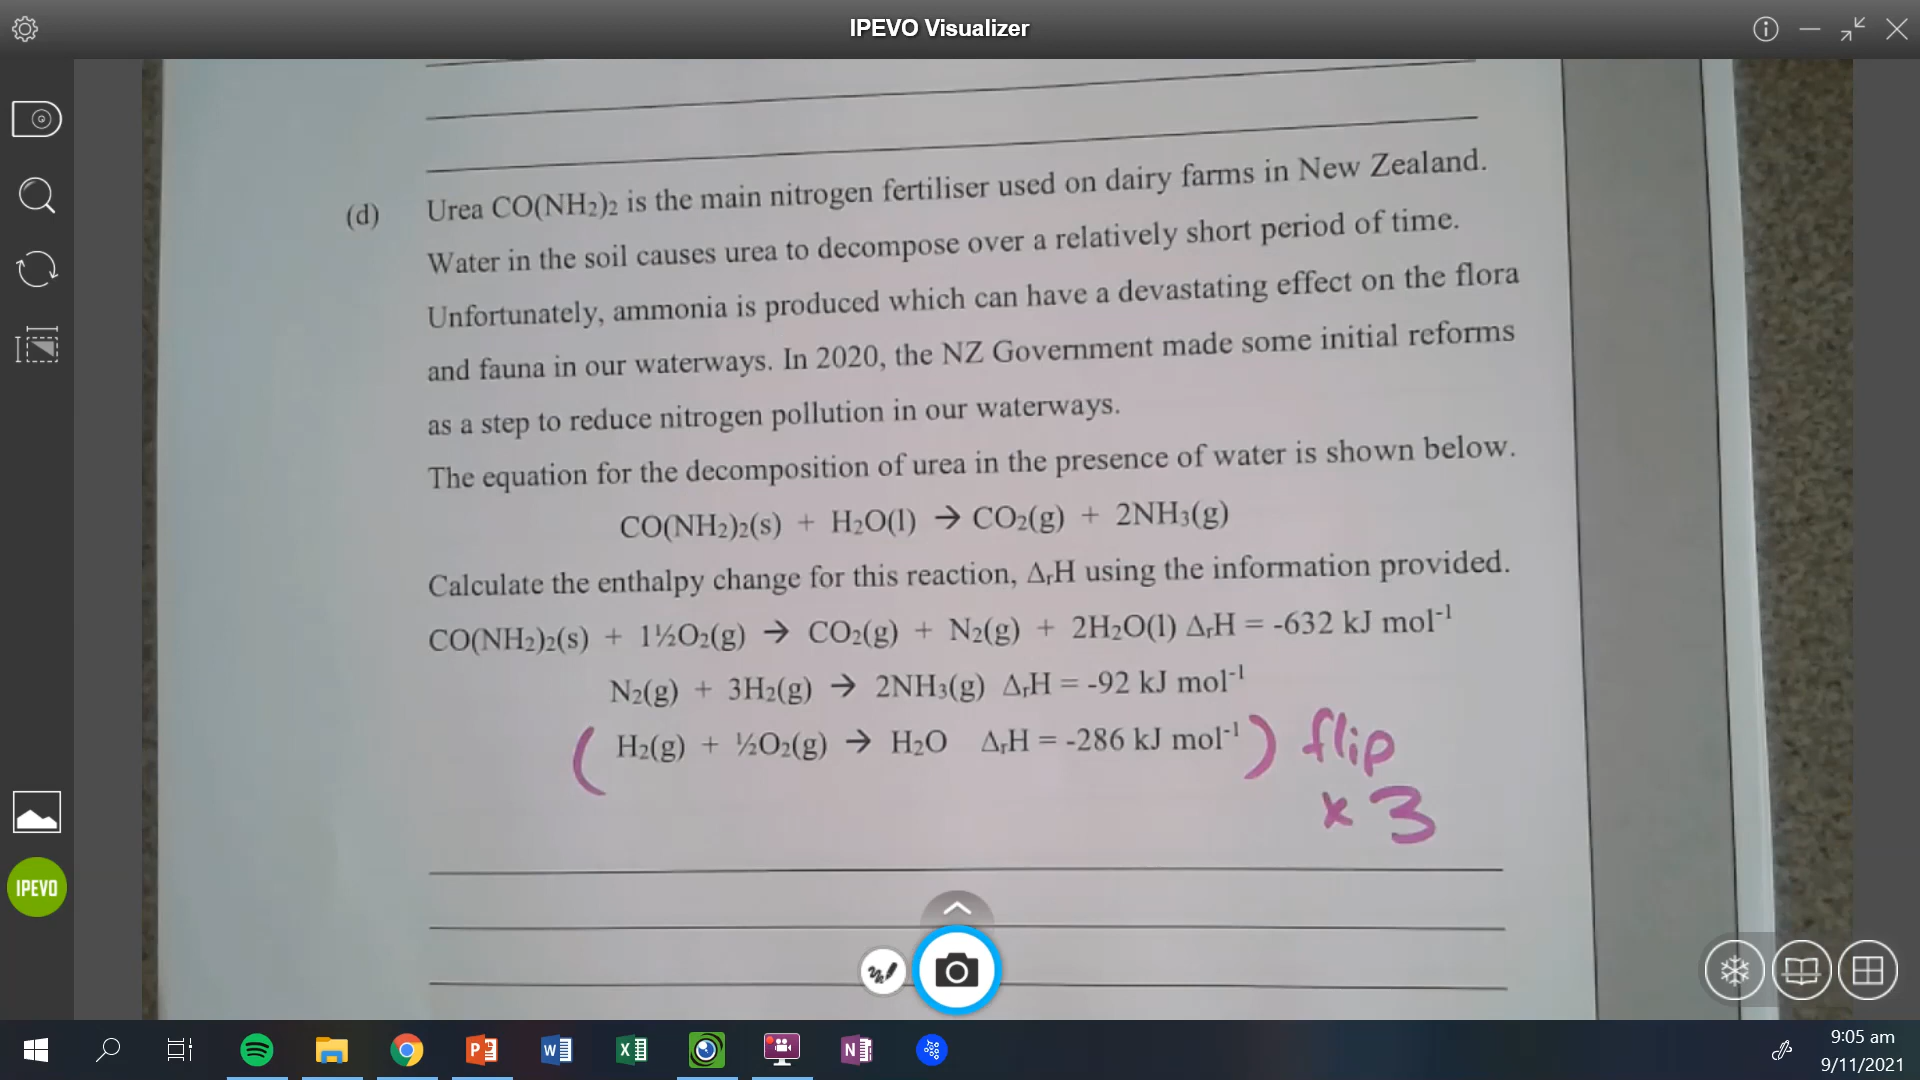 IPEVO Visualizer
(d) Urea CO(NH₂)₂ is the main nitrogen fertiliser used on dairy farms in New Zealand.
Water in the soil causes urea to decompose over a relatively short period of time.
Unfortunately, ammonia is produced which can have a devastating effect on the flora
and fauna in our waterways. In 2020, the NZ Government made some initial reforms
as a step to reduce nitrogen pollution in our waterways.
The equation for the decomposition of urea in the presence of water is shown below.
CO(NH₂)₂(s) + H₂O(l) → CO₂(g) + 2NH₃(g)
Calculate the enthalpy change for this reaction, ΔᵣH using the information provided.
CO(NH₂)₂(s) + 1½O₂(g) → CO₂(g) + N₂(g) + 2H₂O(l) ΔᵣH = -632 kJ mol⁻¹
N₂(g) + 3H₂(g) → 2NH₃(g) ΔᵣH = -92 kJ mol⁻¹
( H₂(g) + ½O₂(g) → H₂O ΔᵣH = -286 kJ mol⁻¹ ) flip
x 3
IPEVO
9:05 am
9/11/2021